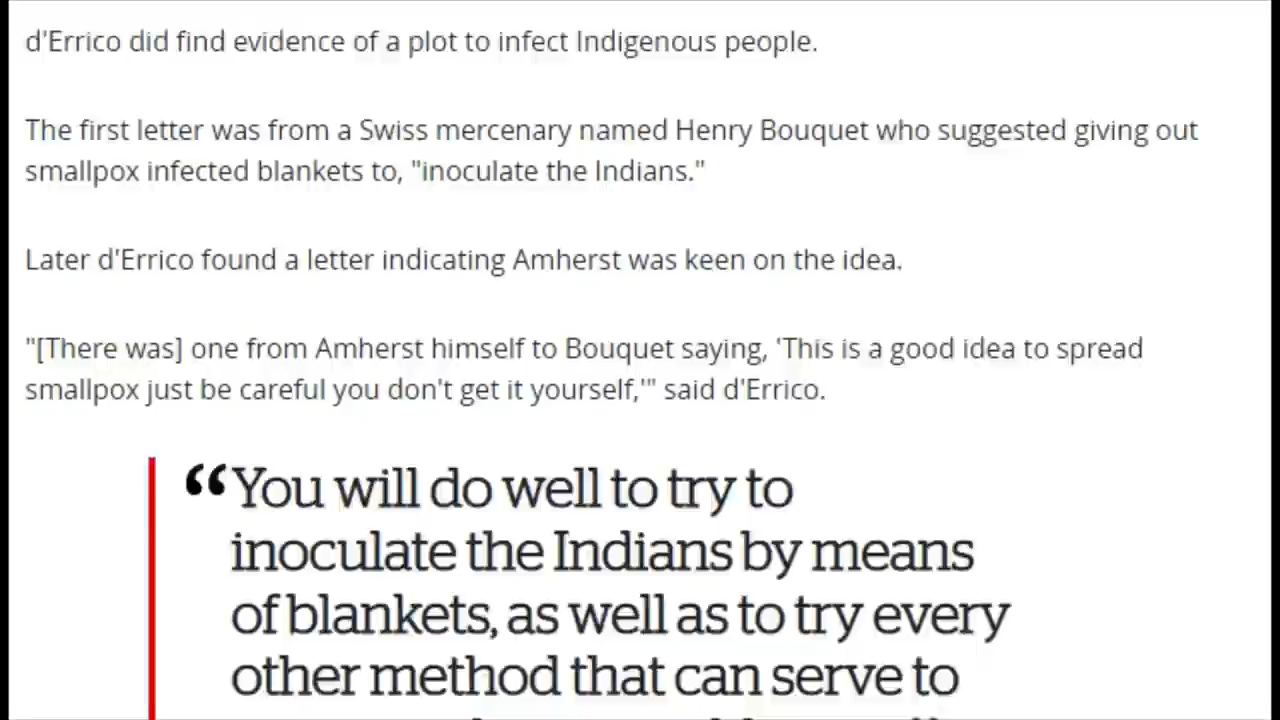 d'Errico did find evidence of a plot to infect Indigenous people.
The first letter was from a Swiss mercenary named Henry Bouquet who suggested giving out
smallpox infected blankets to, "inoculate the Indians."
Later d'Errico found a letter indicating Amherst was keen on the idea.
"[There was] one from Amherst himself to Bouquet saying, 'This is a good idea to spread
smallpox just be careful you don't get it yourself,'" said d'Errico.
“You will do well to try to
inoculate the Indians by means
of blankets, as well as to try every
other method that can serve to